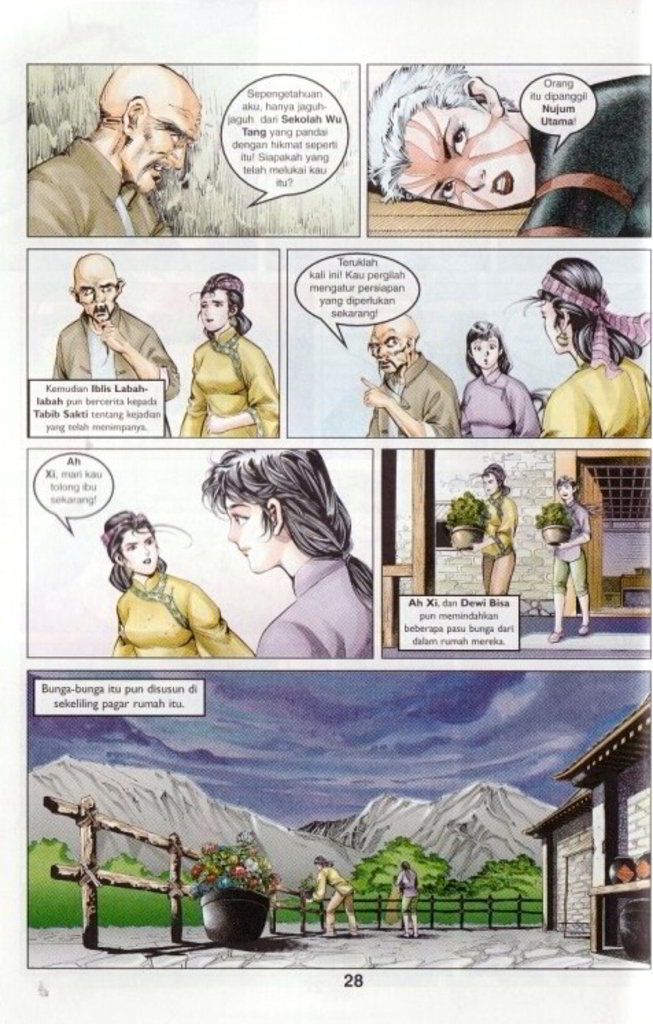 Sepengetahuan
aku, hanya jaguh-
jaguh dari Sekolah Wu
Tang yang pandai
dengan hikmat seperti
itu! Siapakah yang
telah melukai kau
itu?
Orang
itu dipanggil
Nujum
Utama!
Kemudian Iblis Labah-
labah pun bercerita kepada
Tabib Sakti tentang kejadian
yang telah menimpanya.
Teruklah
kali ini! Kau pergilah
mengatur persiapan
yang diperlukan
sekarang!
Ah
Xi, mari kau
tolong ibu
sekarang!
Ah Xi, dan Dewi Bisa
pun memindahkan
beberapa pasu bunga dari
dalam rumah mereka.
Bunga-bunga itu pun disusun di
sekeliling pagar rumah itu.
28